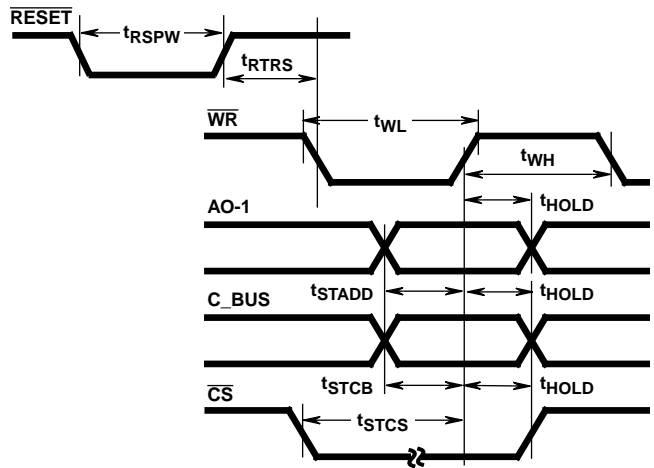 RESET
tRSPW
tRTRS
WR
tWL
tWH
AO-1
tHOLD
C_BUS
tSTADD
tHOLD
CS
tSTCB
tHOLD
tSTCS